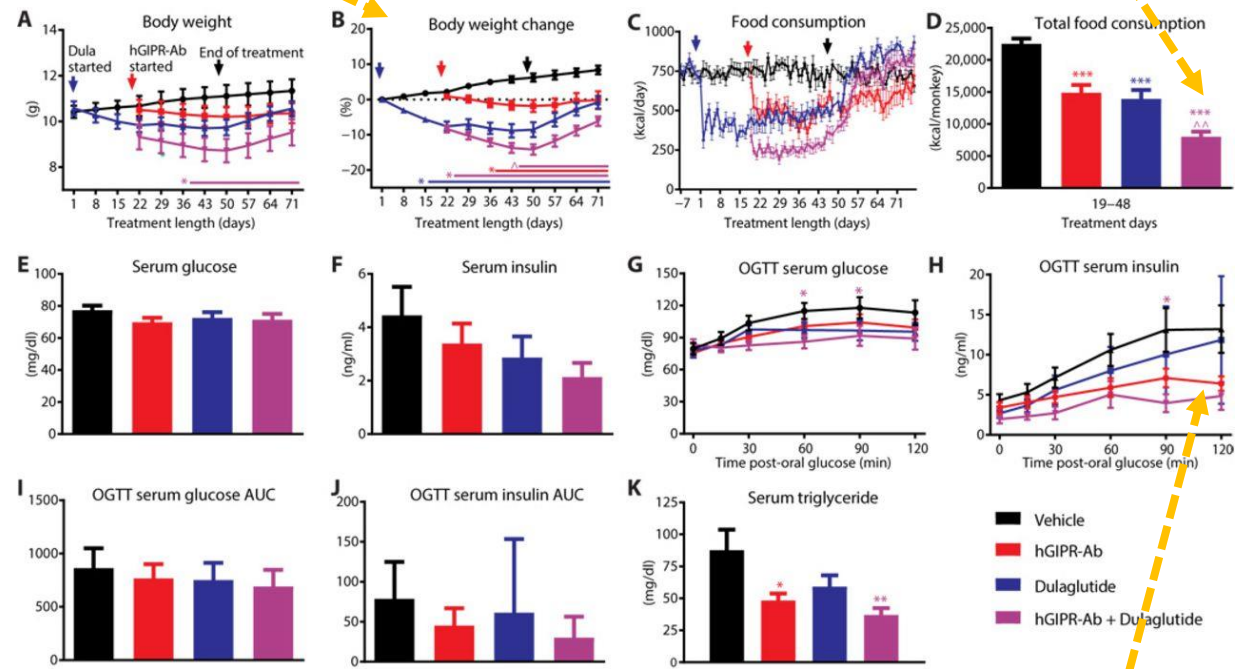 A
Body weight
14
12
10
8
(g)
Dula
started
hGIPR-Ab
started
End of treatment
*
1 8 15 22 29 36 43 50 57 64 71
Treatment length (days)
B
Body weight change
20
10
0
−10
−20
(%)
* * * ^
1 8 15 22 29 36 43 50 57 64 71
Treatment length (days)
C
Food consumption
1000
750
500
250
0
(kcal/day)
−7 1 8 15 22 29 36 43 50 57 64 71
Treatment length (days)
D
Total food consumption
25,000
20,000
15,000
10,000
5000
0
(kcal/monkey)
***
***
***
^^
19–48
Treatment days
E
Serum glucose
100
80
60
40
20
0
(mg/dl)
F
Serum insulin
6
4
2
0
(ng/ml)
G
OGTT serum glucose
150
120
90
60
30
0
(mg/dl)
* *
0 30 60 90 120
Time post-oral glucose (min)
H
OGTT serum insulin
20
15
10
5
0
(ng/ml)
*
0 30 60 90 120
Time post-oral glucose (min)
I
OGTT serum glucose AUC
1500
1000
500
0
J
OGTT serum insulin AUC
200
150
100
50
0
K
Serum triglyceride
125
100
75
50
25
0
(mg/dl)
*
**
Vehicle
hGIPR-Ab
Dulaglutide
hGIPR-Ab + Dulaglutide